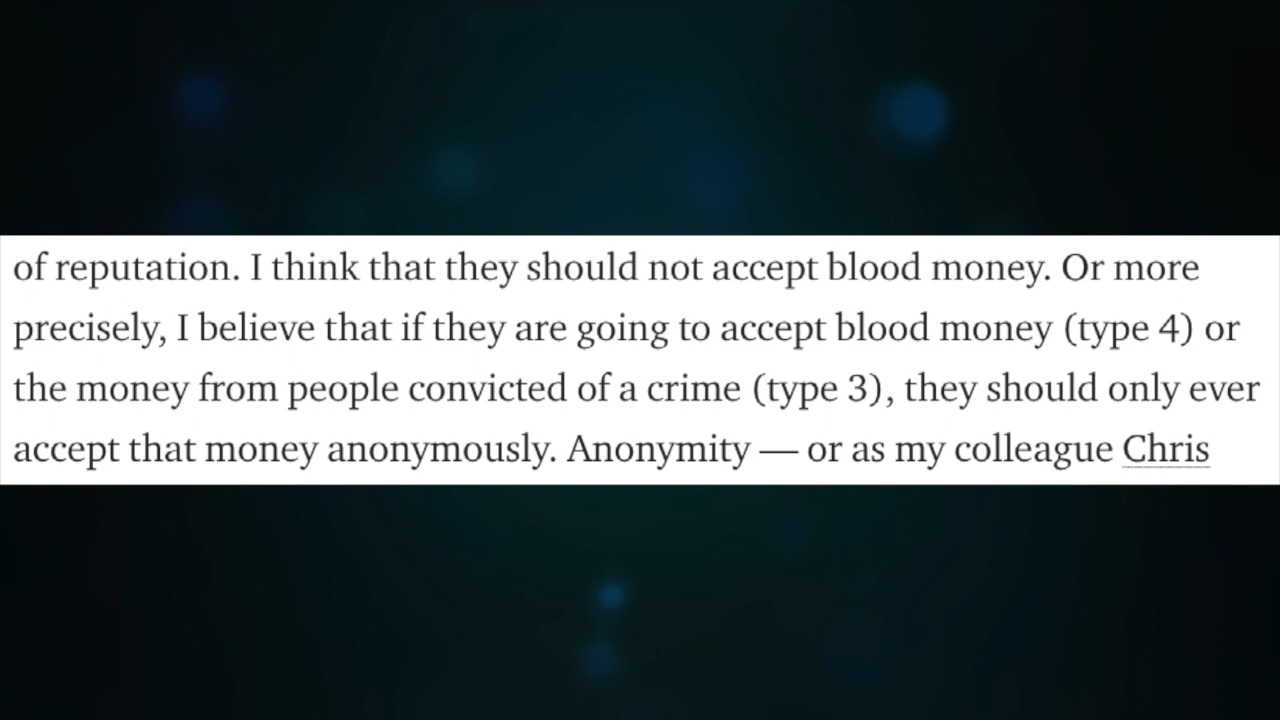 of reputation. I think that they should not accept blood money. Or more
precisely, I believe that if they are going to accept blood money (type 4) or
the money from people convicted of a crime (type 3), they should only ever
accept that money anonymously. Anonymity — or as my colleague Chris